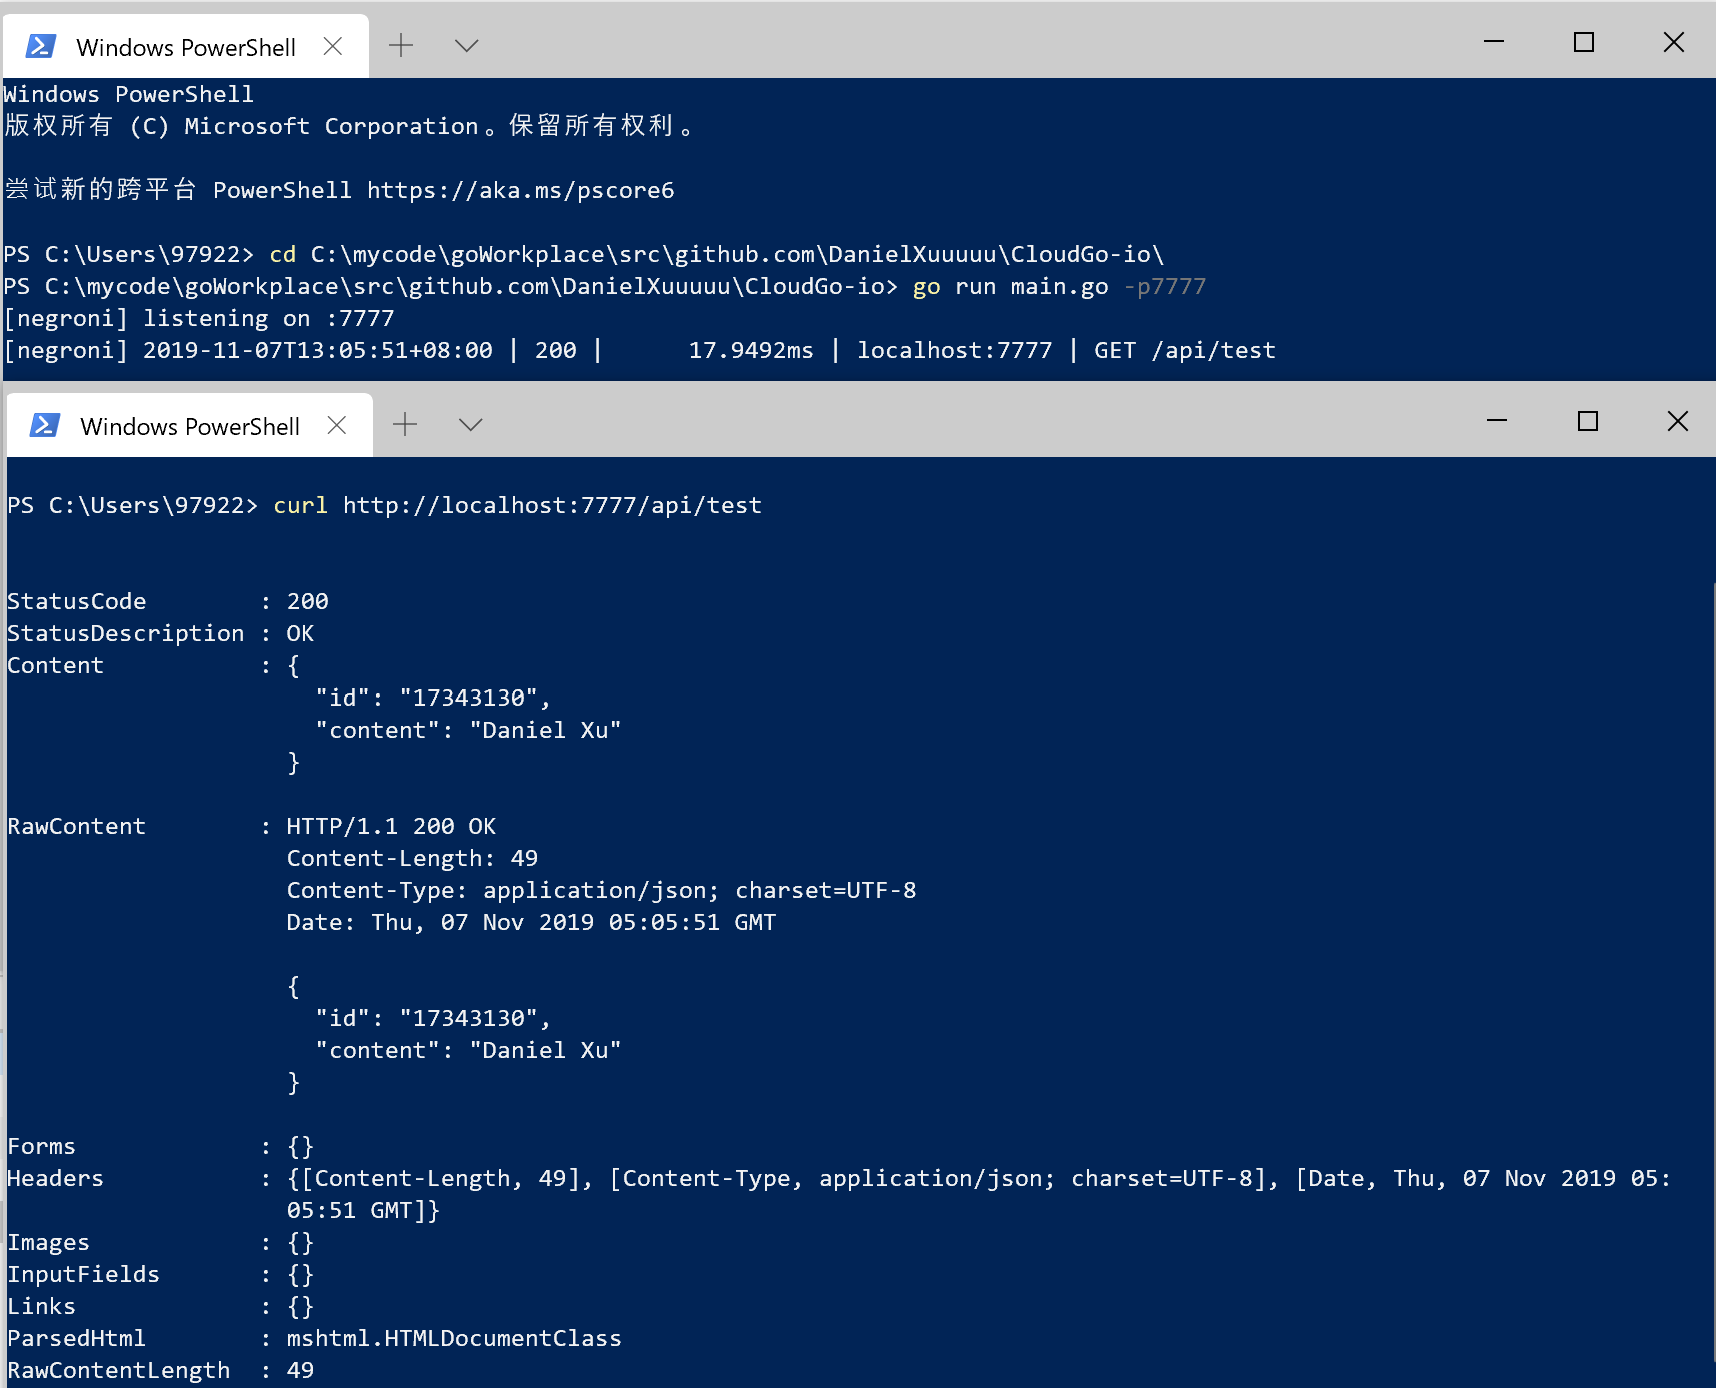 Windows PowerShell
Windows PowerShell
版权所有 (C) Microsoft Corporation。保留所有权利。
尝试新的跨平台 PowerShell https://aka.ms/pscore6
PS C:\Users\97922> cd C:\mycode\goWorkplace\src\github.com\DanielXuuuuu\CloudGo-io\
PS C:\mycode\goWorkplace\src\github.com\DanielXuuuuu\CloudGo-io> go run main.go -p7777
[negroni] listening on :7777
[negroni] 2019-11-07T13:05:51+08:00 | 200 |      17.9492ms | localhost:7777 | GET /api/test
Windows PowerShell
PS C:\Users\97922> curl http://localhost:7777/api/test
StatusCode        : 200
StatusDescription : OK
Content           : {
                      "id": "17343130",
                      "content": "Daniel Xu"
                    }
RawContent        : HTTP/1.1 200 OK
                    Content-Length: 49
                    Content-Type: application/json; charset=UTF-8
                    Date: Thu, 07 Nov 2019 05:05:51 GMT
                    {
                      "id": "17343130",
                      "content": "Daniel Xu"
                    }
Forms             : {}
Headers           : {[Content-Length, 49], [Content-Type, application/json; charset=UTF-8], [Date, Thu, 07 Nov 2019 05:
                    05:51 GMT]}
Images            : {}
InputFields       : {}
Links             : {}
ParsedHtml        : mshtml.HTMLDocumentClass
RawContentLength  : 49